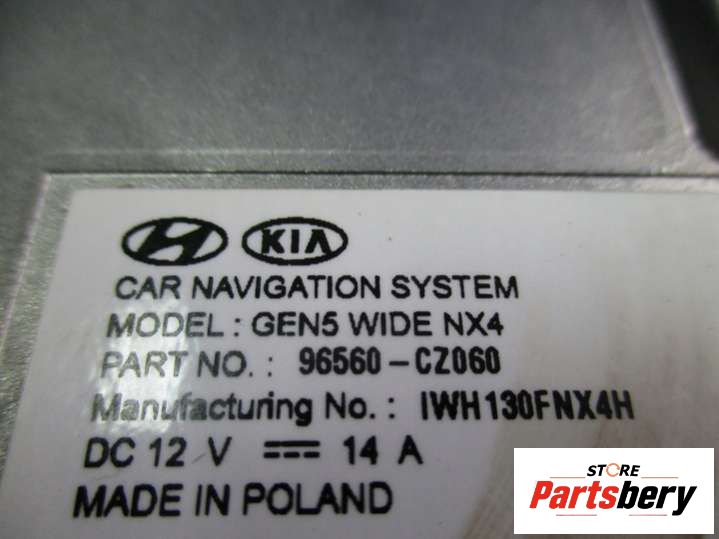 KIA
CAR NAVIGATION SYSTEM
MODEL : GEN5 WIDE NX4
PART NO. : 96560-CZ060
Manufacturing No. : IWH130FNX4H
DC 12 V 14 A
MADE IN POLAND
STORE
Partsbery